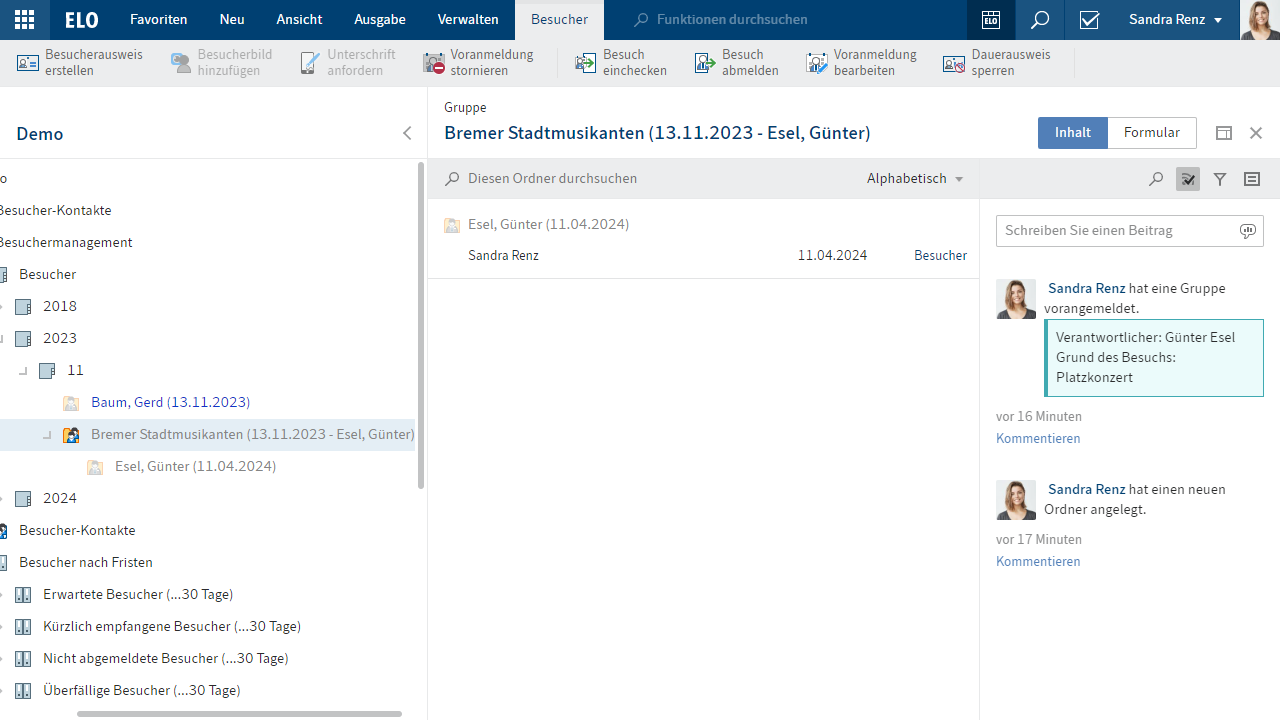 ELO Favoriten Neu Ansicht Ausgabe Verwalten Besucher Funktionen durchsuchen ELO Sandra Renz
Besucherausweis erstellen
Besucherbild hinzufügen
Unterschrift anfordern
Voranmeldung stornieren
Besuch einchecken
Besuch abmelden
Voranmeldung bearbeiten
Dauerausweis sperren
Demo
o
Besucher-Kontakte
Besuchermanagement
Besucher
2018
2023
11
Baum, Gerd (13.11.2023)
Bremer Stadtmusikanten (13.11.2023 - Esel, Günter)
Esel, Günter (11.04.2024)
2024
Besucher-Kontakte
Besucher nach Fristen
Erwartete Besucher (...30 Tage)
Kürzlich empfangene Besucher (...30 Tage)
Nicht abgemeldete Besucher (...30 Tage)
Überfällige Besucher (...30 Tage)
Gruppe
Bremer Stadtmusikanten (13.11.2023 - Esel, Günter)
Inhalt Formular
Diesen Ordner durchsuchen Alphabetisch
Esel, Günter (11.04.2024)
Sandra Renz 11.04.2024 Besucher
Schreiben Sie einen Beitrag
Sandra Renz hat eine Gruppe
vorangemeldet.
Verantwortlicher: Günter Esel
Grund des Besuchs:
Platzkonzert
vor 16 Minuten
Kommentieren
Sandra Renz hat einen neuen
Ordner angelegt.
vor 17 Minuten
Kommentieren